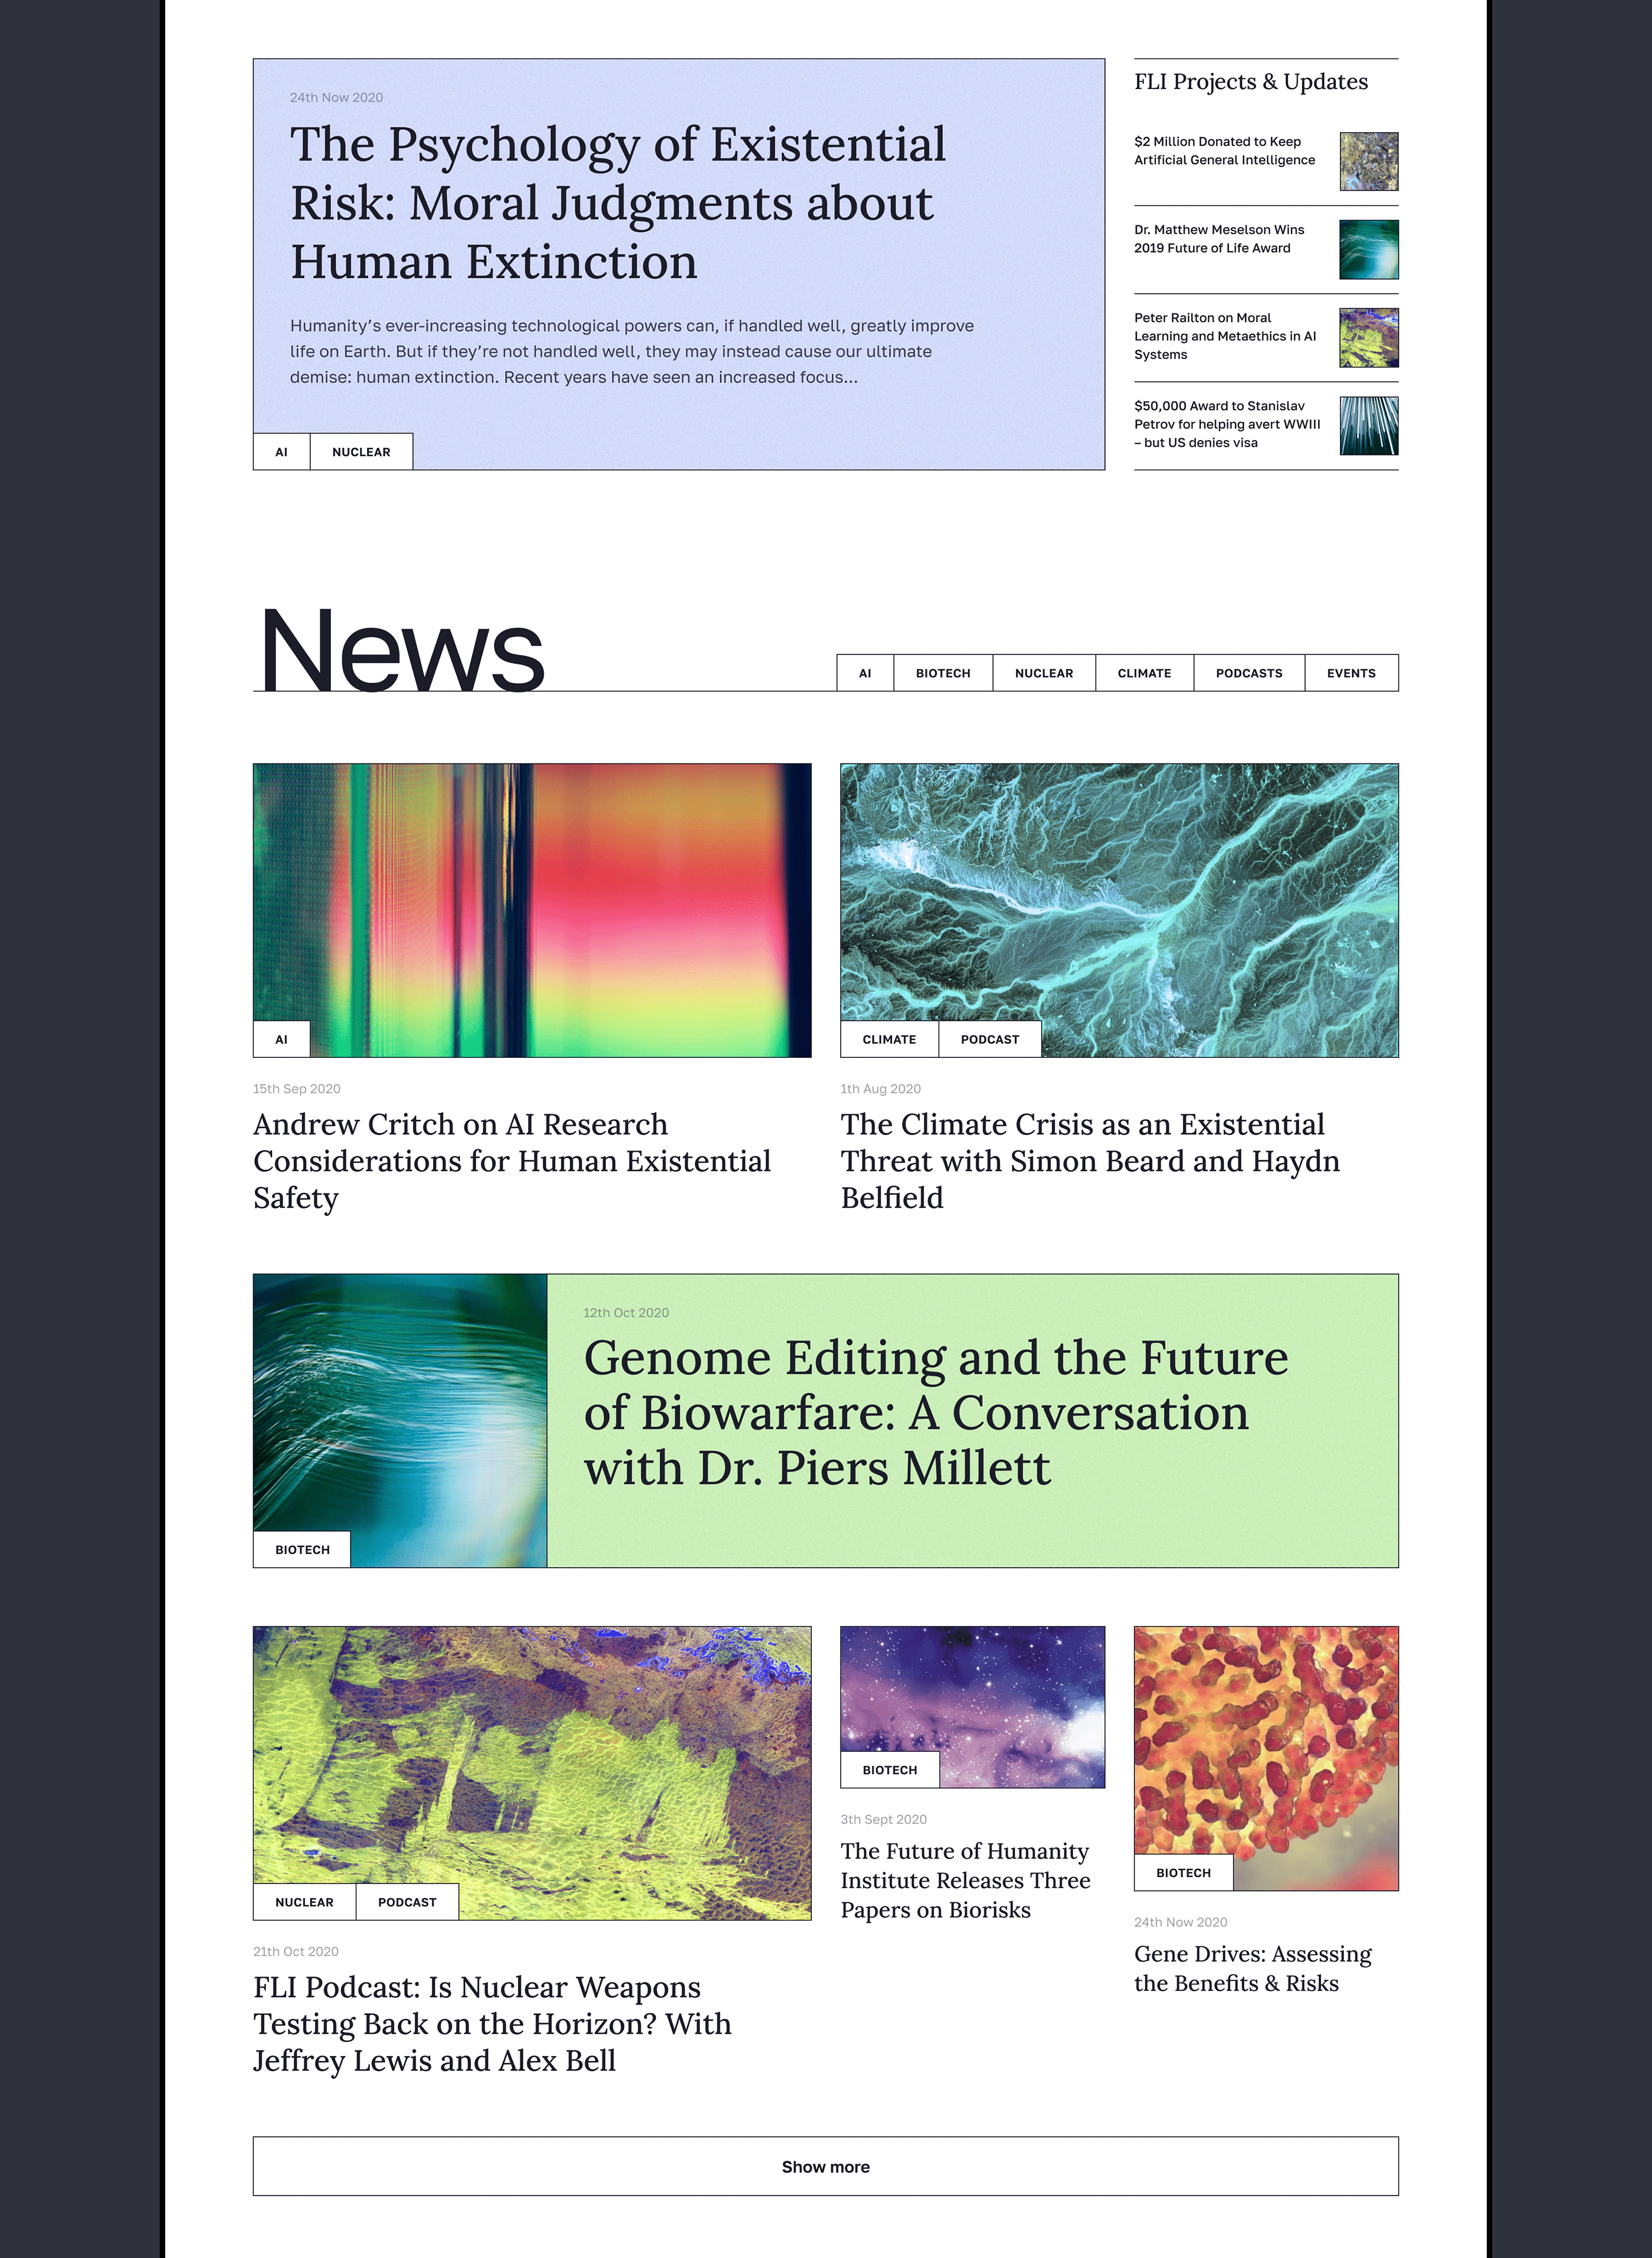 24th Now 2020
The Psychology of Existential
Risk: Moral Judgments about
Human Extinction
Humanity’s ever-increasing technological powers can, if handled well, greatly improve
life on Earth. But if they’re not handled well, they may instead cause our ultimate
demise: human extinction. Recent years have seen an increased focus...
AI
NUCLEAR
FLI Projects & Updates
$2 Million Donated to Keep
Artificial General Intelligence
Dr. Matthew Meselson Wins
2019 Future of Life Award
Peter Railton on Moral
Learning and Metaethics in AI
Systems
$50,000 Award to Stanislav
Petrov for helping avert WWIII
– but US denies visa
News
AI
BIOTECH
NUCLEAR
CLIMATE
PODCASTS
EVENTS
AI
15th Sep 2020
Andrew Critch on AI Research
Considerations for Human Existential
Safety
CLIMATE
PODCAST
1th Aug 2020
The Climate Crisis as an Existential
Threat with Simon Beard and Haydn
Belfield
BIOTECH
12th Oct 2020
Genome Editing and the Future
of Biowarfare: A Conversation
with Dr. Piers Millett
NUCLEAR
PODCAST
21th Oct 2020
FLI Podcast: Is Nuclear Weapons
Testing Back on the Horizon? With
Jeffrey Lewis and Alex Bell
BIOTECH
3th Sept 2020
The Future of Humanity
Institute Releases Three
Papers on Biorisks
BIOTECH
24th Now 2020
Gene Drives: Assessing
the Benefits & Risks
Show more